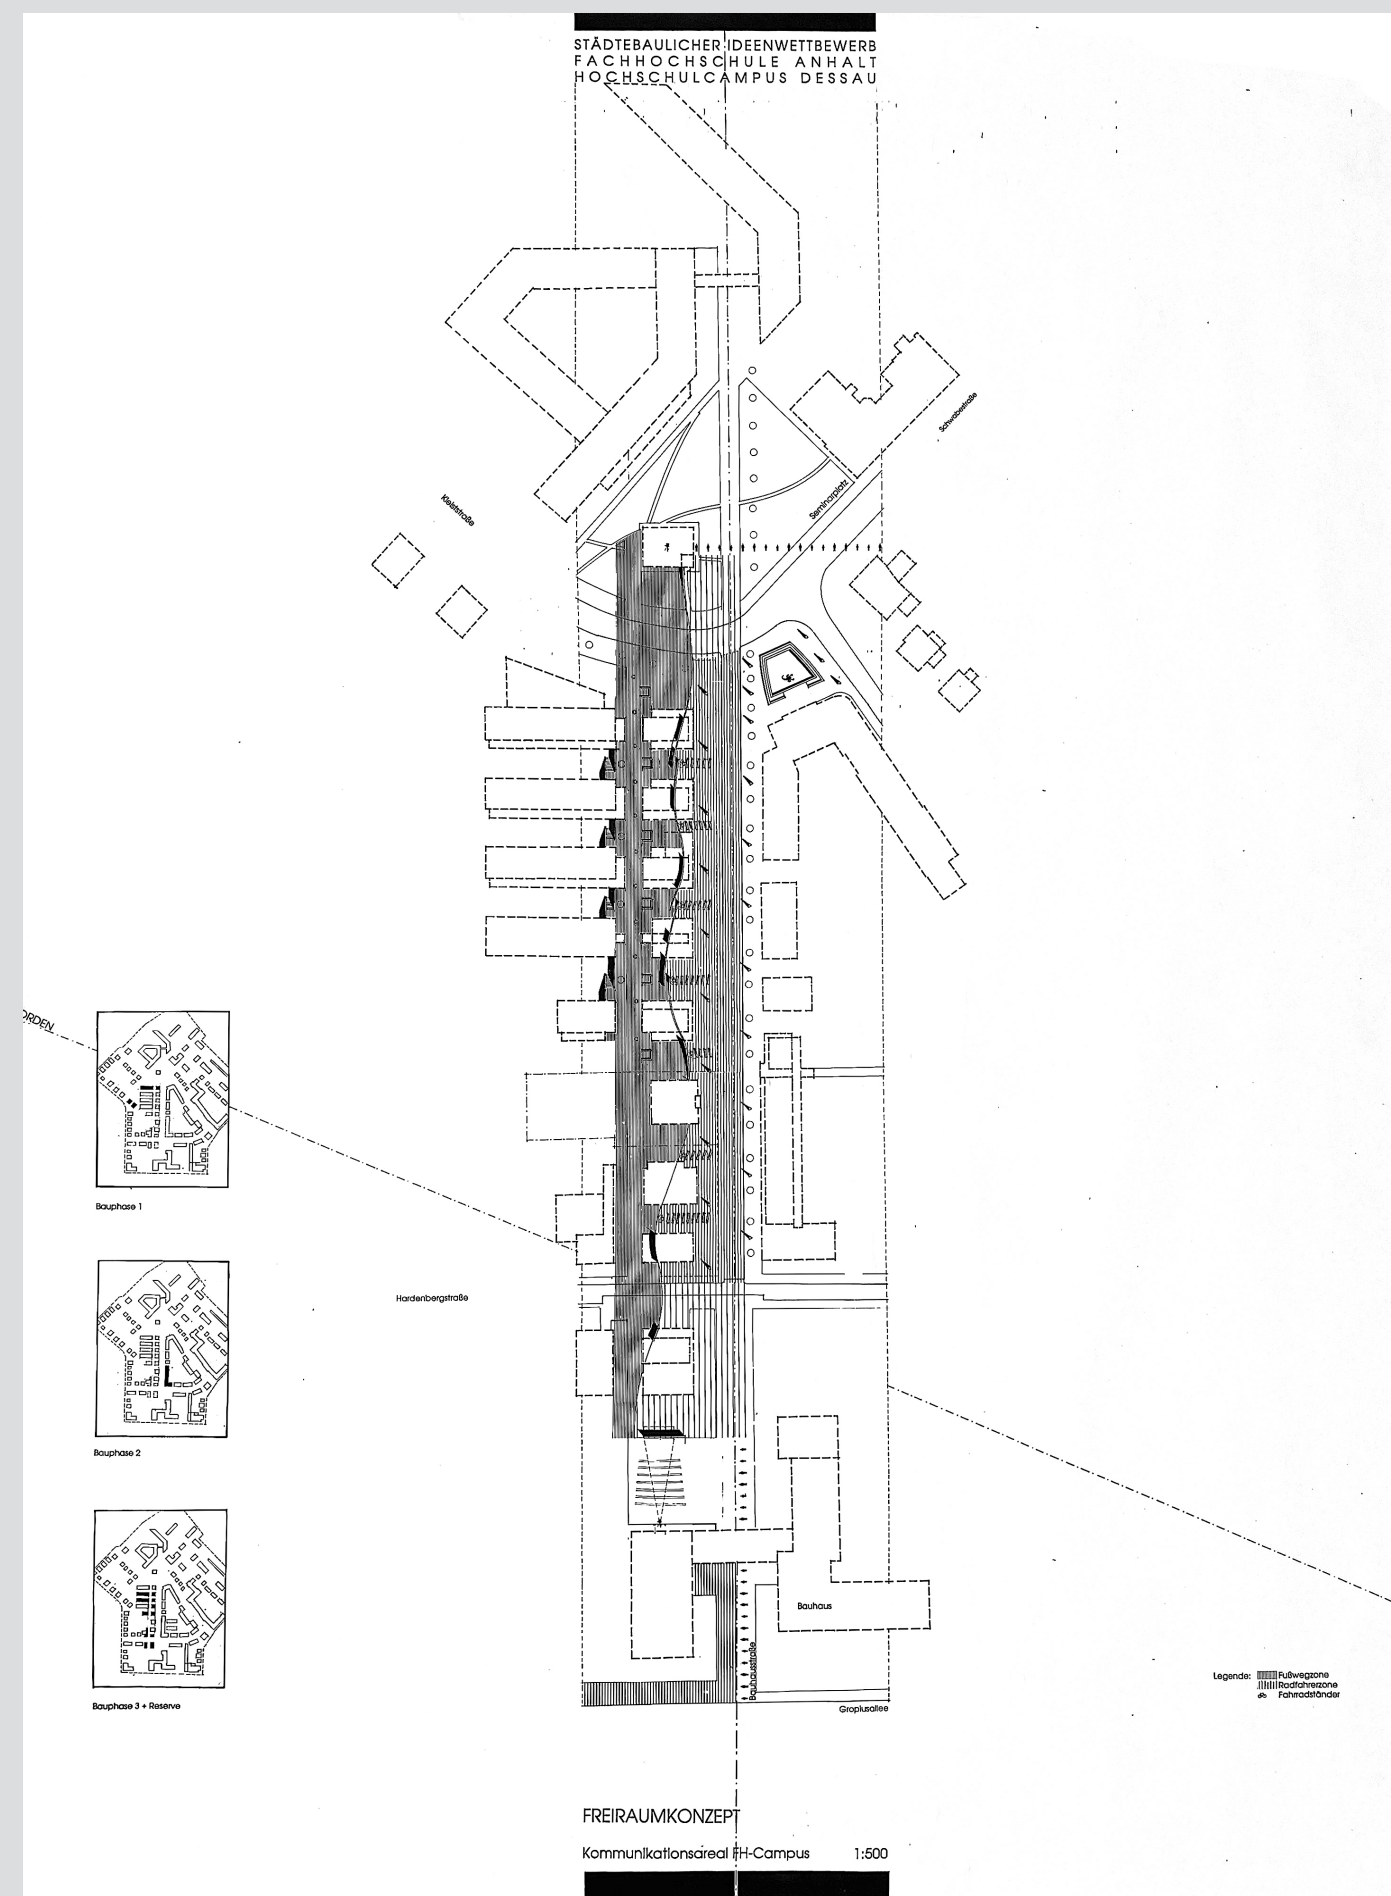 STÄDTEBAULICHER IDEENWETTBEWERB
FACHHOCHSCHULE ANHALT
HOCHSCHULCAMPUS DESSAU
Schwabestraße
Kleiststraße
Seminarplatz
ORDEN
Bauphase 1
Hardenbergstraße
Bauphase 2
Bauhaus
Bauhausstraße
Bauphase 3 + Reserve
Legende: Fußwegzone
Radfahrerzone
Fahrradständer
Gropiusallee
FREIRAUMKONZEPT
Kommunikationsareal FH-Campus 1:500